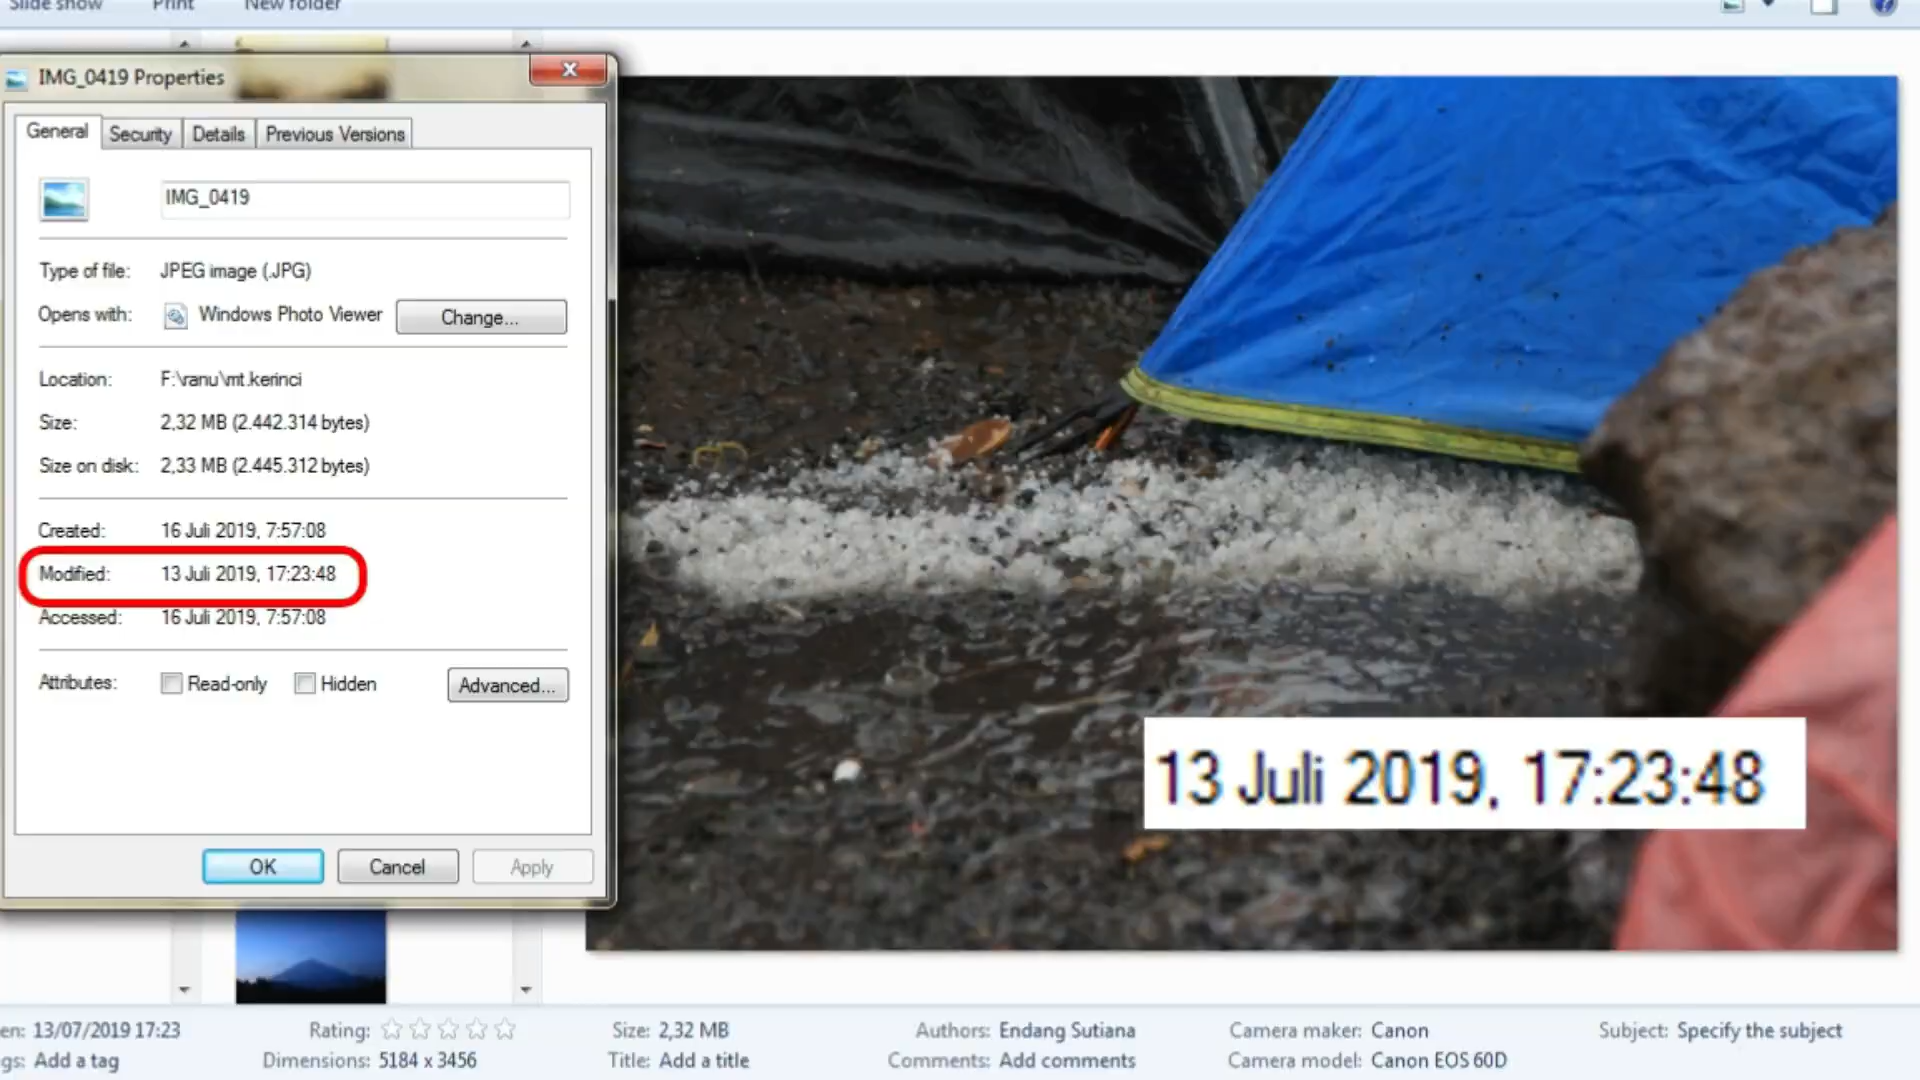 Slide show Print New folder
IMG_0419 Properties
X
General Security Details Previous Versions
IMG_0419
Type of file: JPEG image (.JPG)
Opens with: Windows Photo Viewer Change...
Location: F:\ranu\mt.kerinci
Size: 2,32 MB (2.442.314 bytes)
Size on disk: 2,33 MB (2.445.312 bytes)
Created: 16 Juli 2019, 7:57:08
Modified: 13 Juli 2019, 17:23:48
Accessed: 16 Juli 2019, 7:57:08
Attributes: Read-only Hidden Advanced...
OK Cancel Apply
13 Juli 2019, 17:23:48
en: 13/07/2019 17:23 Rating: Size: 2,32 MB Authors: Endang Sutiana Camera maker: Canon Subject: Specify the subject
gs: Add a tag Dimensions: 5184 x 3456 Title: Add a title Comments: Add comments Camera model: Canon EOS 60D